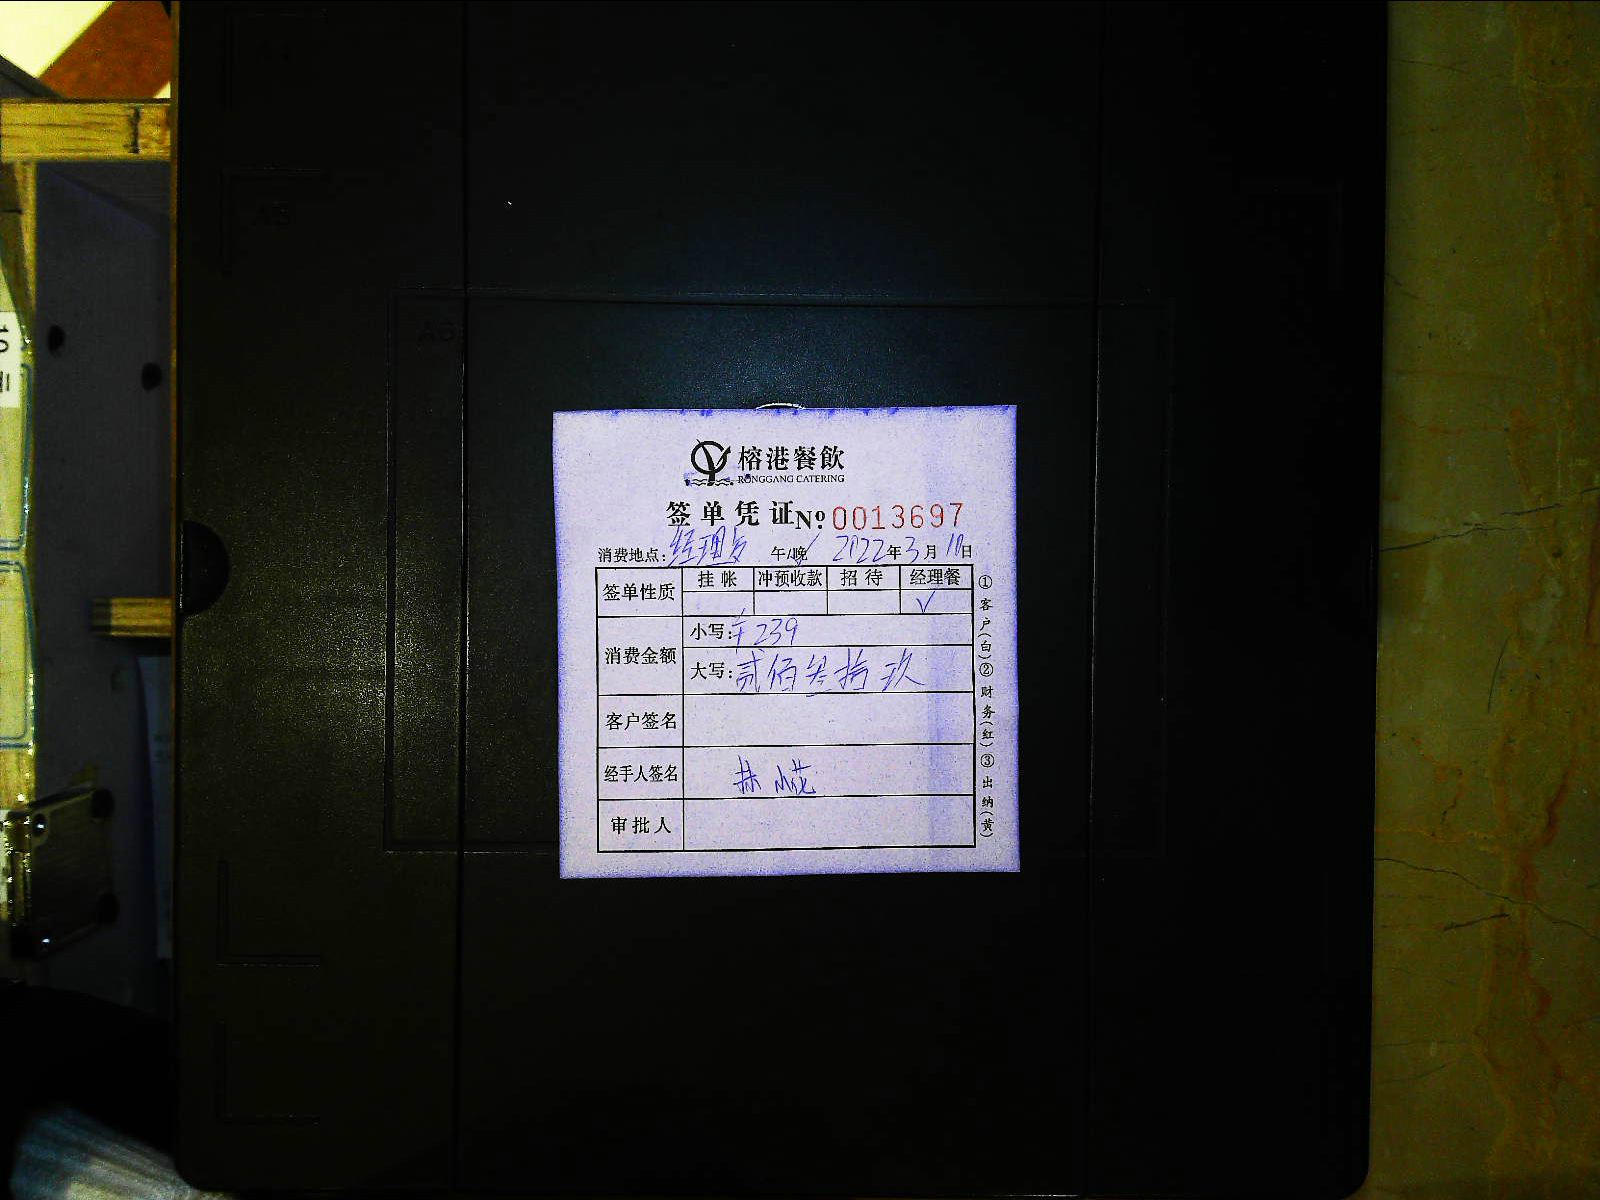 榕港餐飲
RONGGANG CATERING
签单凭证 № 0013697
消费地点: 经理 午/晚√ 2022年3月10日
签单性质 挂帐 冲预收款 招待 经理餐
√
消费金额 小写: ¥239
大写: 贰佰叁拾玖
客户签名
经手人签名 林
审批人
①客户(白)②财务(红)③出纳(黄)
A6